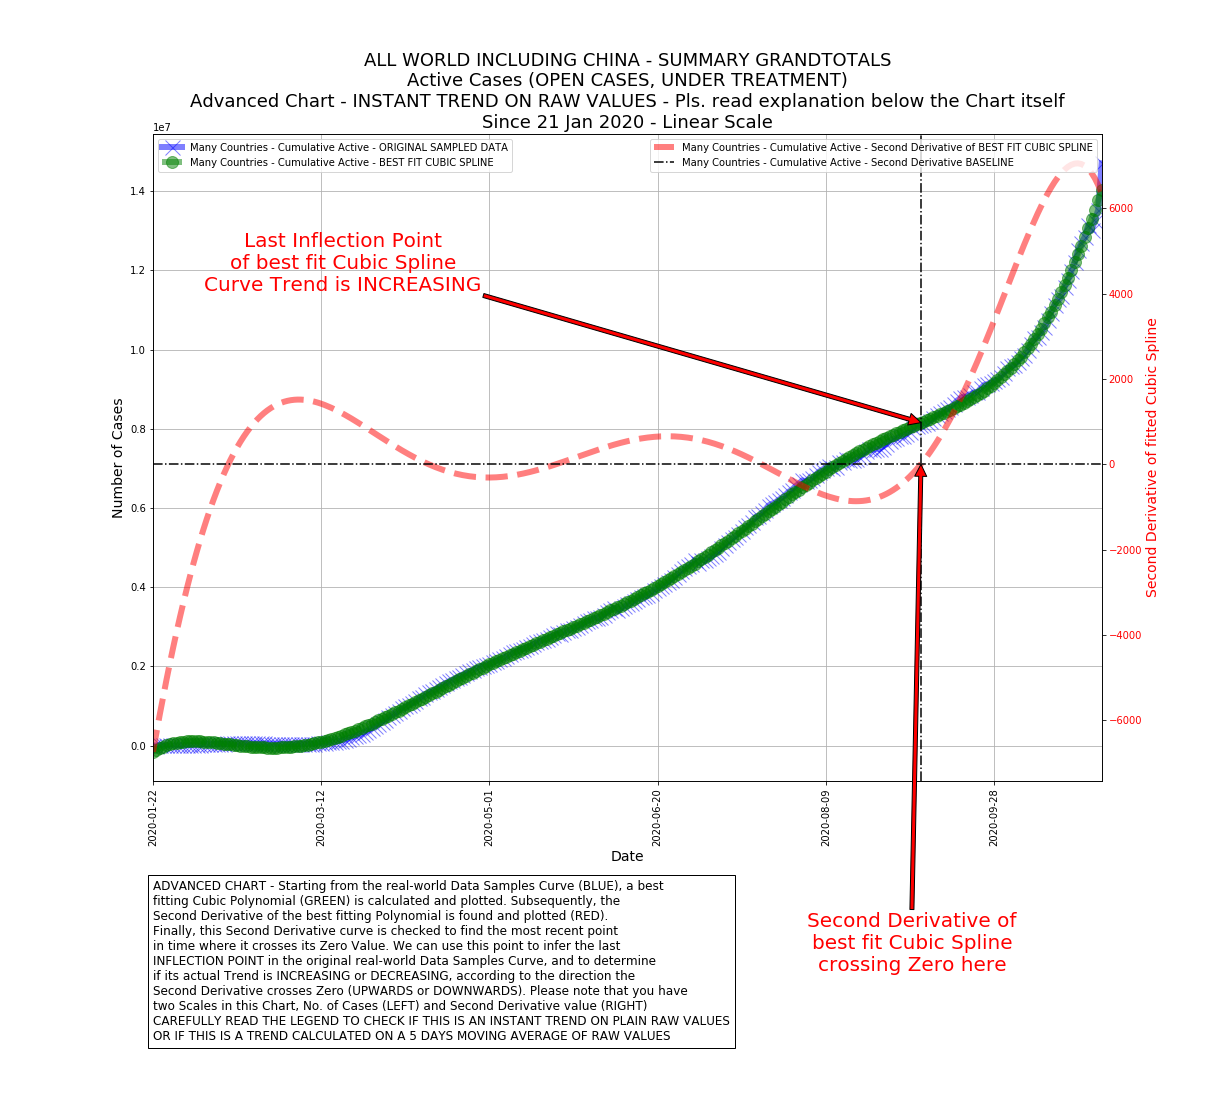 ALL WORLD INCLUDING CHINA - SUMMARY GRANDTOTALS
Active Cases (OPEN CASES, UNDER TREATMENT)
Advanced Chart - INSTANT TREND ON RAW VALUES - Pls. read explanation below the Chart itself
Since 21 Jan 2020 - Linear Scale
1e7
Many Countries - Cumulative Active - ORIGINAL SAMPLED DATA
Many Countries - Cumulative Active - BEST FIT CUBIC SPLINE
Many Countries - Cumulative Active - Second Derivative of BEST FIT CUBIC SPLINE
Many Countries - Cumulative Active - Second Derivative BASELINE
Last Inflection Point
of best fit Cubic Spline
Curve Trend is INCREASING
Number of Cases
1.4
1.2
1.0
0.8
0.6
0.4
0.2
0.0
6000
4000
2000
0
−2000
−4000
−6000
Second Derivative of fitted Cubic Spline
2020-01-22
2020-03-12
2020-05-01
2020-06-20
2020-08-09
2020-09-28
Date
ADVANCED CHART - Starting from the real-world Data Samples Curve (BLUE), a best
fitting Cubic Polynomial (GREEN) is calculated and plotted. Subsequently, the
Second Derivative of the best fitting Polynomial is found and plotted (RED).
Finally, this Second Derivative curve is checked to find the most recent point
in time where it crosses its Zero Value. We can use this point to infer the last
INFLECTION POINT in the original real-world Data Samples Curve, and to determine
if its actual Trend is INCREASING or DECREASING, according to the direction the
Second Derivative crosses Zero (UPWARDS or DOWNWARDS). Please note that you have
two Scales in this Chart, No. of Cases (LEFT) and Second Derivative value (RIGHT)
CAREFULLY READ THE LEGEND TO CHECK IF THIS IS AN INSTANT TREND ON PLAIN RAW VALUES
OR IF THIS IS A TREND CALCULATED ON A 5 DAYS MOVING AVERAGE OF RAW VALUES
Second Derivative of
best fit Cubic Spline
crossing Zero here